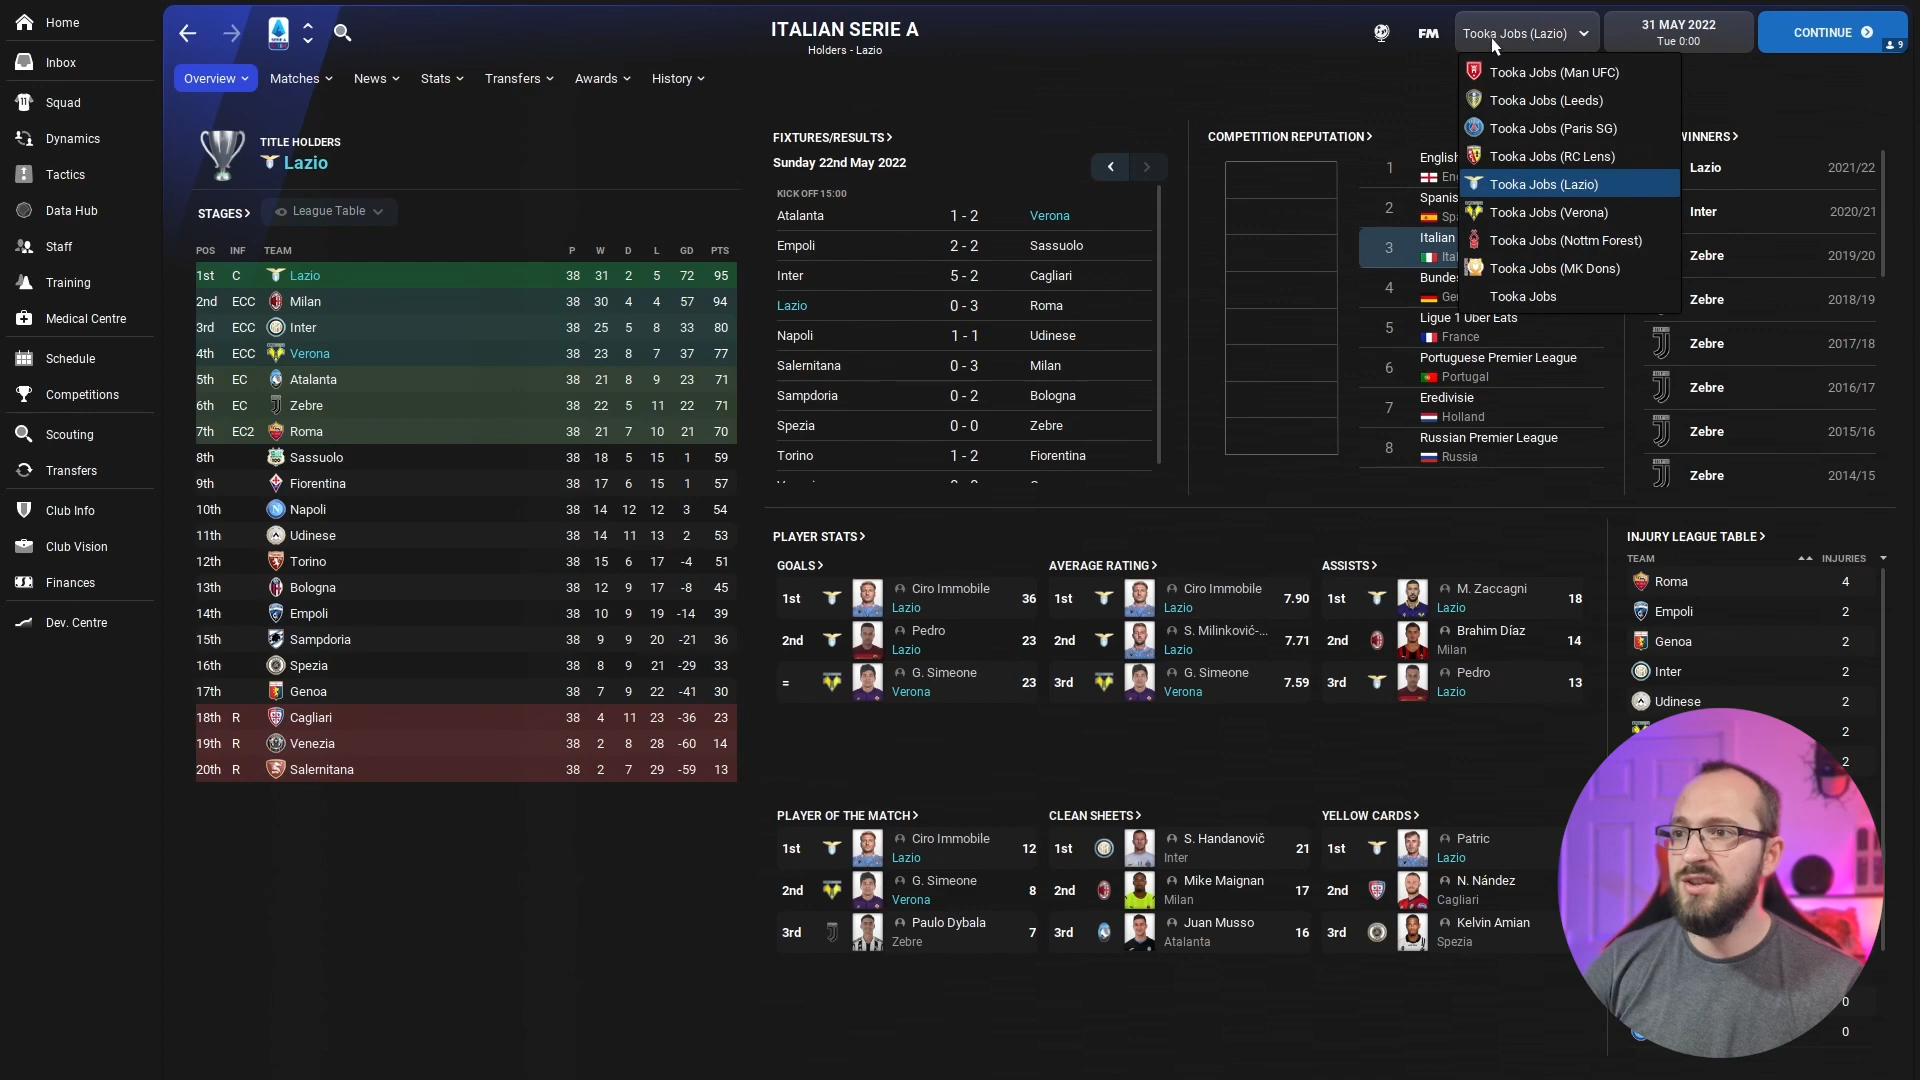 Home
Inbox
Squad
Dynamics
Tactics
Data Hub
Staff
Training
Medical Centre
Schedule
Competitions
Scouting
Transfers
Club Info
Club Vision
Finances
Dev. Centre
ITALIAN SERIE A
Holders - Lazio
FM
Tooka Jobs (Lazio)
31 MAY 2022
Tue 0:00
CONTINUE
9
Overview
Matches
News
Stats
Transfers
Awards
History
Tooka Jobs (Man UFC)
Tooka Jobs (Leeds)
Tooka Jobs (Paris SG)
Tooka Jobs (RC Lens)
Tooka Jobs (Lazio)
Tooka Jobs (Verona)
Tooka Jobs (Nottm Forest)
Tooka Jobs (MK Dons)
Tooka Jobs
TITLE HOLDERS
Lazio
STAGES
League Table
POS INF TEAM P W D L GD PTS
1st C Lazio 38 31 2 5 72 95
2nd ECC Milan 38 30 4 4 57 94
3rd ECC Inter 38 25 5 8 33 80
4th ECC Verona 38 23 8 7 37 77
5th EC Atalanta 38 21 8 9 23 71
6th EC Zebre 38 22 5 11 22 71
7th EC2 Roma 38 21 7 10 21 70
8th Sassuolo 38 18 5 15 1 59
9th Fiorentina 38 17 6 15 1 57
10th Napoli 38 14 12 12 3 54
11th Udinese 38 14 11 13 2 53
12th Torino 38 15 6 17 -4 51
13th Bologna 38 12 9 17 -8 45
14th Empoli 38 10 9 19 -14 39
15th Sampdoria 38 9 9 20 -21 36
16th Spezia 38 8 9 21 -29 33
17th Genoa 38 7 9 22 -41 30
18th R Cagliari 38 4 11 23 -36 23
19th R Venezia 38 2 8 28 -60 14
20th R Salernitana 38 2 7 29 -59 13
FIXTURES/RESULTS
Sunday 22nd May 2022
KICK OFF 15:00
Atalanta 1 - 2 Verona
Empoli 2 - 2 Sassuolo
Inter 5 - 2 Cagliari
Lazio 0 - 3 Roma
Napoli 1 - 1 Udinese
Salernitana 0 - 3 Milan
Sampdoria 0 - 2 Bologna
Spezia 0 - 0 Zebre
Torino 1 - 2 Fiorentina
COMPETITION REPUTATION
1 English
2
3 Italian
4
5 Ligue 1 Uber Eats
France
6 Portuguese Premier League
Portugal
7 Eredivisie
Holland
8 Russian Premier League
Russia
WINNERS
Lazio 2021/22
Inter 2020/21
Zebre 2019/20
Zebre 2018/19
Zebre 2017/18
Zebre 2016/17
Zebre 2015/16
Zebre 2014/15
PLAYER STATS
GOALS
1st Ciro Immobile 36
Lazio
2nd Pedro 23
Lazio
= G. Simeone 23
Verona
AVERAGE RATING
1st Ciro Immobile 7.90
Lazio
2nd S. Milinković-... 7.71
Lazio
3rd G. Simeone 7.59
Verona
ASSISTS
1st M. Zaccagni 18
Lazio
2nd Brahim Díaz 14
Milan
3rd Pedro 13
Lazio
INJURY LEAGUE TABLE
TEAM INJURIES
Roma 4
Empoli 2
Genoa 2
Inter 2
Udinese 2
2
2
0
0
PLAYER OF THE MATCH
1st Ciro Immobile 12
Lazio
2nd G. Simeone 8
Verona
3rd Paulo Dybala 7
Zebre
CLEAN SHEETS
1st S. Handanovič 21
Inter
2nd Mike Maignan 17
Milan
3rd Juan Musso 16
Atalanta
YELLOW CARDS
1st Patric
Lazio
2nd N. Nández
Cagliari
3rd Kelvin Amian
Spezia